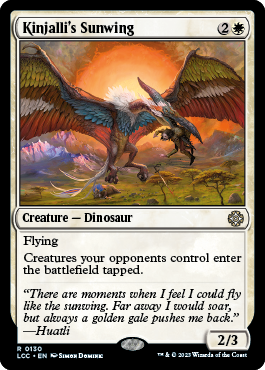 Kinjalli's Sunwing 2
Creature — Dinosaur
Flying
Creatures your opponents control enter
the battlefield tapped.
"There are moments when I feel I could fly
like the sunwing. Far away I would soar,
but always a golden gale pushes me back."
—Huatli
2/3
R 0130
LCC • EN Simon Dominic
™ & © 2023 Wizards of the Coast